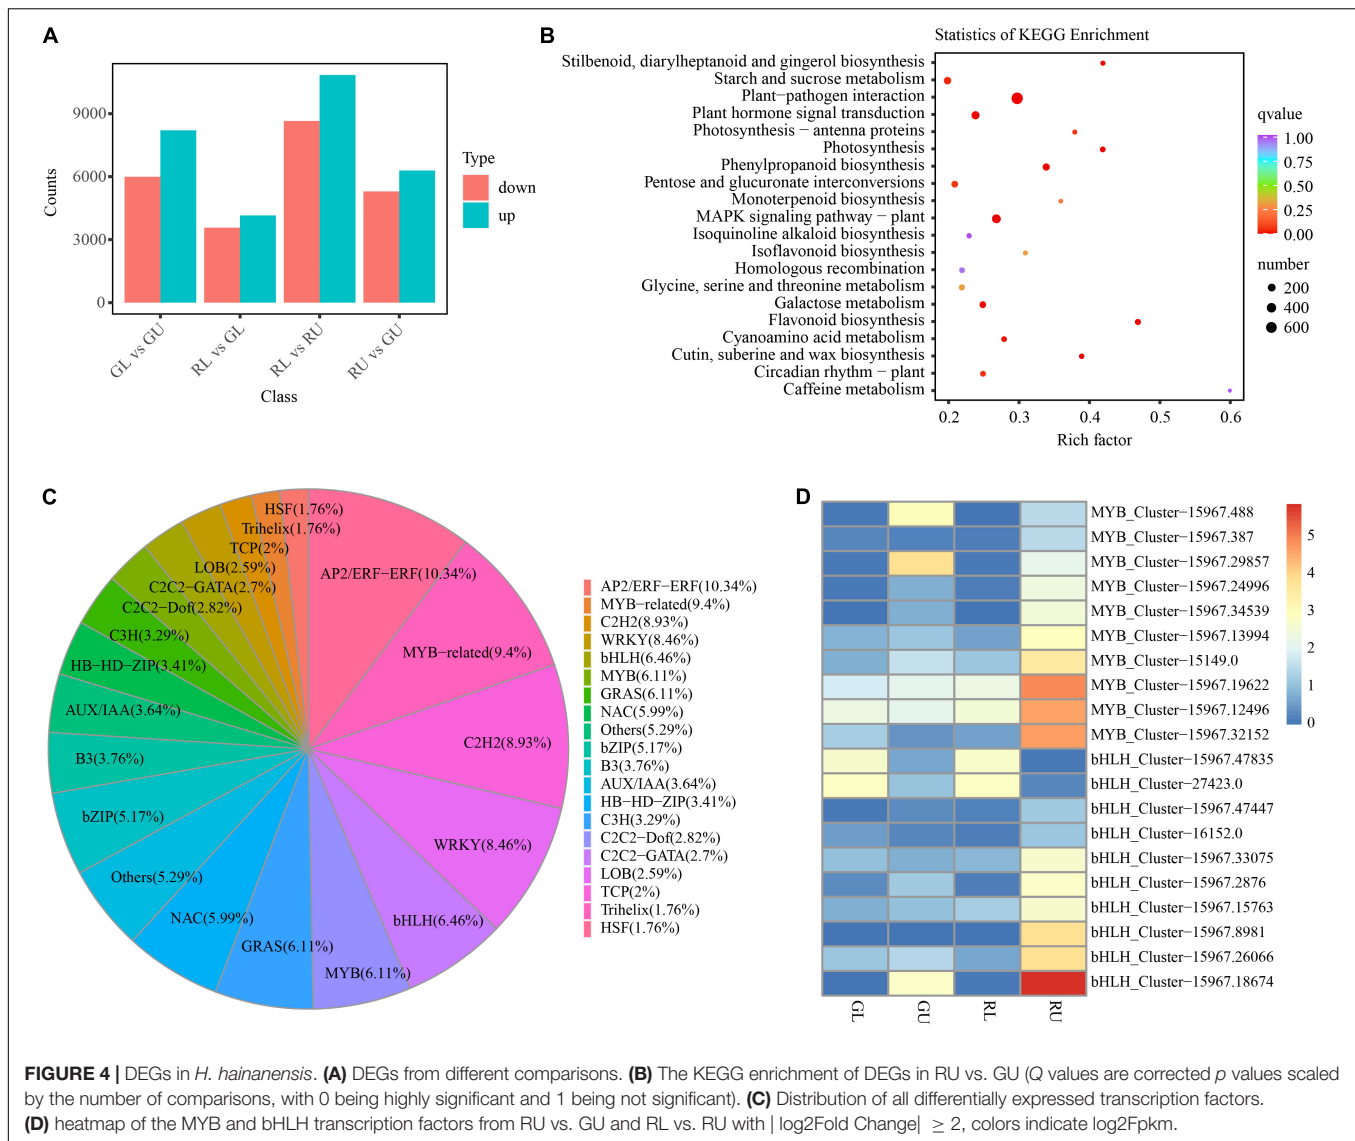 A
9000
6000
3000
0
Counts
GL vs GU
RL vs GL
RL vs RU
RU vs GU
Class
Type
down
up
B
Statistics of KEGG Enrichment
Stilbenoid, diarylheptanoid and gingerol biosynthesis
Starch and sucrose metabolism
Plant−pathogen interaction
Plant hormone signal transduction
Photosynthesis − antenna proteins
Photosynthesis
Phenylpropanoid biosynthesis
Pentose and glucuronate interconversions
Monoterpenoid biosynthesis
MAPK signaling pathway − plant
Isoquinoline alkaloid biosynthesis
Isoflavonoid biosynthesis
Homologous recombination
Glycine, serine and threonine metabolism
Galactose metabolism
Flavonoid biosynthesis
Cyanoamino acid metabolism
Cutin, suberine and wax biosynthesis
Circadian rhythm − plant
Caffeine metabolism
0.2 0.3 0.4 0.5 0.6
Rich factor
qvalue
1.00
0.75
0.50
0.25
0.00
number
200
400
600
C
HSF(1.76%)
Trihelix(1.76%)
TCP(2%)
LOB(2.59%)
C2C2−GATA(2.7%)
C2C2−Dof(2.82%)
C3H(3.29%)
HB−HD−ZIP(3.41%)
AUX/IAA(3.64%)
B3(3.76%)
bZIP(5.17%)
Others(5.29%)
NAC(5.99%)
GRAS(6.11%)
MYB(6.11%)
bHLH(6.46%)
WRKY(8.46%)
C2H2(8.93%)
MYB−related(9.4%)
AP2/ERF−ERF(10.34%)
AP2/ERF−ERF(10.34%)
MYB−related(9.4%)
C2H2(8.93%)
WRKY(8.46%)
bHLH(6.46%)
MYB(6.11%)
GRAS(6.11%)
NAC(5.99%)
Others(5.29%)
bZIP(5.17%)
B3(3.76%)
AUX/IAA(3.64%)
HB−HD−ZIP(3.41%)
C3H(3.29%)
C2C2−Dof(2.82%)
C2C2−GATA(2.7%)
LOB(2.59%)
TCP(2%)
Trihelix(1.76%)
HSF(1.76%)
D
MYB_Cluster−15967.488
MYB_Cluster−15967.387
MYB_Cluster−15967.29857
MYB_Cluster−15967.24996
MYB_Cluster−15967.34539
MYB_Cluster−15967.13994
MYB_Cluster−15149.0
MYB_Cluster−15967.19622
MYB_Cluster−15967.12496
MYB_Cluster−15967.32152
bHLH_Cluster−15967.47835
bHLH_Cluster−27423.0
bHLH_Cluster−15967.47447
bHLH_Cluster−16152.0
bHLH_Cluster−15967.33075
bHLH_Cluster−15967.2876
bHLH_Cluster−15967.15763
bHLH_Cluster−15967.8981
bHLH_Cluster−15967.26066
bHLH_Cluster−15967.18674
GL GU RL RU
5
4
3
2
1
0
FIGURE 4 | DEGs in H. hainanensis. (A) DEGs from different comparisons. (B) The KEGG enrichment of DEGs in RU vs. GU (Q values are corrected p values scaled
by the number of comparisons, with 0 being highly significant and 1 being not significant). (C) Distribution of all differentially expressed transcription factors.
(D) heatmap of the MYB and bHLH transcription factors from RU vs. GU and RL vs. RU with | log2Fold Change| ≥ 2, colors indicate log2Fpkm.